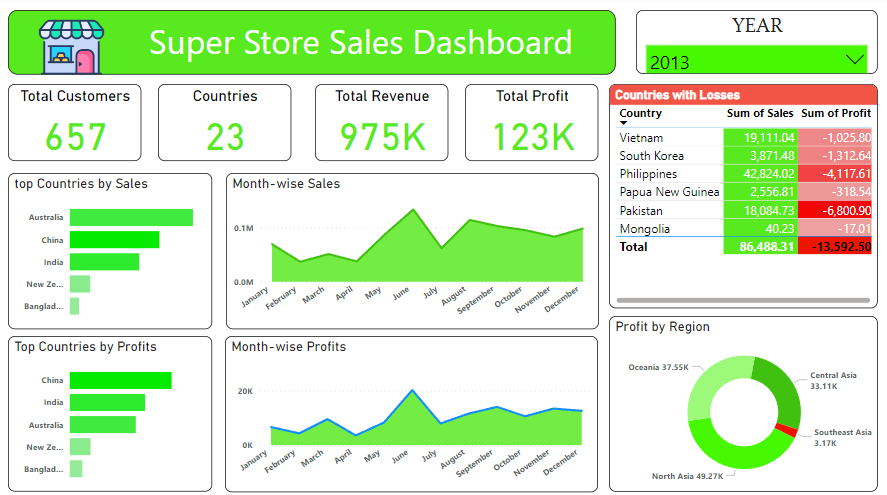 Super Store Sales Dashboard
YEAR
2013
Total Customers
657
Countries
23
Total Revenue
975K
Total Profit
123K
Countries with Losses
Country Sum of Sales Sum of Profit
Vietnam 19,111.04 -1,025.80
South Korea 3,871.48 -1,312.64
Philippines 42,824.02 -4,117.61
Papua New Guinea 2,556.81 -318.54
Pakistan 18,084.73 -6,800.90
Mongolia 40.23 -17.01
Total 86,488.31 -13,592.50
top Countries by Sales
Australia
China
India
New Ze...
Banglad...
Month-wise Sales
0.1M
0.0M
January
February
March
April
May
June
July
August
September
October
November
December
Top Countries by Profits
China
India
Australia
New Ze...
Banglad...
Month-wise Profits
20K
0K
January
February
March
April
May
June
July
August
September
October
November
December
Profit by Region
Oceania 37.55K
Central Asia
33.11K
Southeast Asia
3.17K
North Asia 49.27K